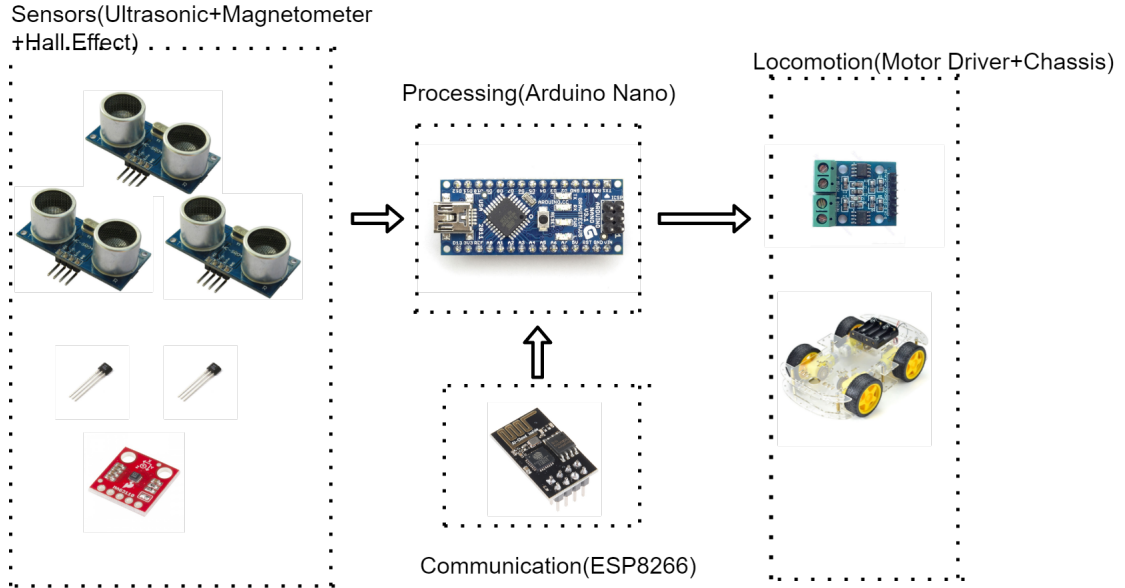 Sensors(Ultrasonic+Magnetometer
+Hall Effect)
Locomotion(Motor Driver+Chassis)
Processing(Arduino Nano)
Communication(ESP8266)